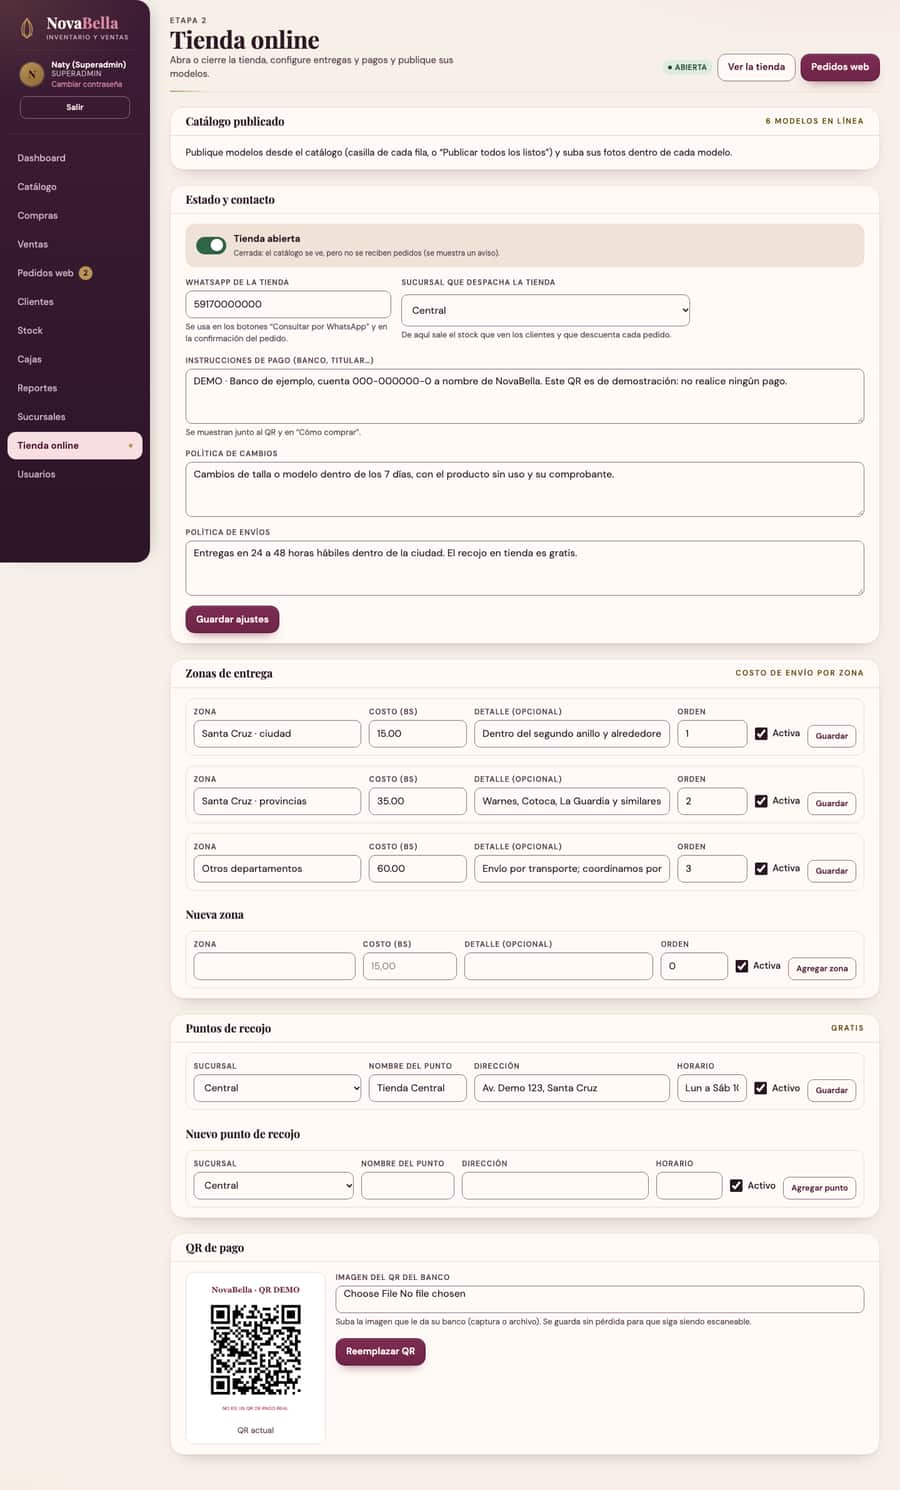 NovaBella
INVENTARIO Y VENTAS
N
Naty (Superadmin)
SUPERADMIN
Cambiar contraseña
Salir
Dashboard
Catálogo
Compras
Ventas
Pedidos web 2
Clientes
Stock
Cajas
Reportes
Sucursales
Tienda online
Usuarios
ETAPA 2
Tienda online
Abra o cierre la tienda, configure entregas y pagos y publique sus
modelos.
ABIERTA
Ver la tienda
Pedidos web
Catálogo publicado
6 MODELOS EN LÍNEA
Publique modelos desde el catálogo (casilla de cada fila, o “Publicar todos los listos”) y suba sus fotos dentro de cada modelo.
Estado y contacto
Tienda abierta
Cerrada: el catálogo se ve, pero no se reciben pedidos (se muestra un aviso).
WHATSAPP DE LA TIENDA
59170000000
Se usa en los botones “Consultar por WhatsApp” y en
la confirmación del pedido.
SUCURSAL QUE DESPACHA LA TIENDA
Central
De aquí sale el stock que ven los clientes y que descuenta cada pedido.
INSTRUCCIONES DE PAGO (BANCO, TITULAR…)
DEMO · Banco de ejemplo, cuenta 000-000000-0 a nombre de NovaBella. Este QR es de demostración: no realice ningún pago.
Se muestran junto al QR y en “Cómo comprar”.
POLÍTICA DE CAMBIOS
Cambios de talla o modelo dentro de los 7 días, con el producto sin uso y su comprobante.
POLÍTICA DE ENVÍOS
Entregas en 24 a 48 horas hábiles dentro de la ciudad. El recojo en tienda es gratis.
Guardar ajustes
Zonas de entrega
COSTO DE ENVÍO POR ZONA
ZONA COSTO (BS) DETALLE (OPCIONAL) ORDEN
Santa Cruz · ciudad 15.00 Dentro del segundo anillo y alrededore 1 Activa Guardar
ZONA COSTO (BS) DETALLE (OPCIONAL) ORDEN
Santa Cruz · provincias 35.00 Warnes, Cotoca, La Guardia y similares 2 Activa Guardar
ZONA COSTO (BS) DETALLE (OPCIONAL) ORDEN
Otros departamentos 60.00 Envío por transporte; coordinamos por 3 Activa Guardar
Nueva zona
ZONA COSTO (BS) DETALLE (OPCIONAL) ORDEN
15,00 0 Activa Agregar zona
Puntos de recojo
GRATIS
SUCURSAL NOMBRE DEL PUNTO DIRECCIÓN HORARIO
Central Tienda Central Av. Demo 123, Santa Cruz Lun a Sáb 10 Activo Guardar
Nuevo punto de recojo
SUCURSAL NOMBRE DEL PUNTO DIRECCIÓN HORARIO
Central Activo Agregar punto
QR de pago
NovaBella · QR DEMO
NO ES UN QR DE PAGO REAL
QR actual
IMAGEN DEL QR DEL BANCO
Choose File No file chosen
Suba la imagen que le da su banco (captura o archivo). Se guarda sin pérdida para que siga siendo escaneable.
Reemplazar QR